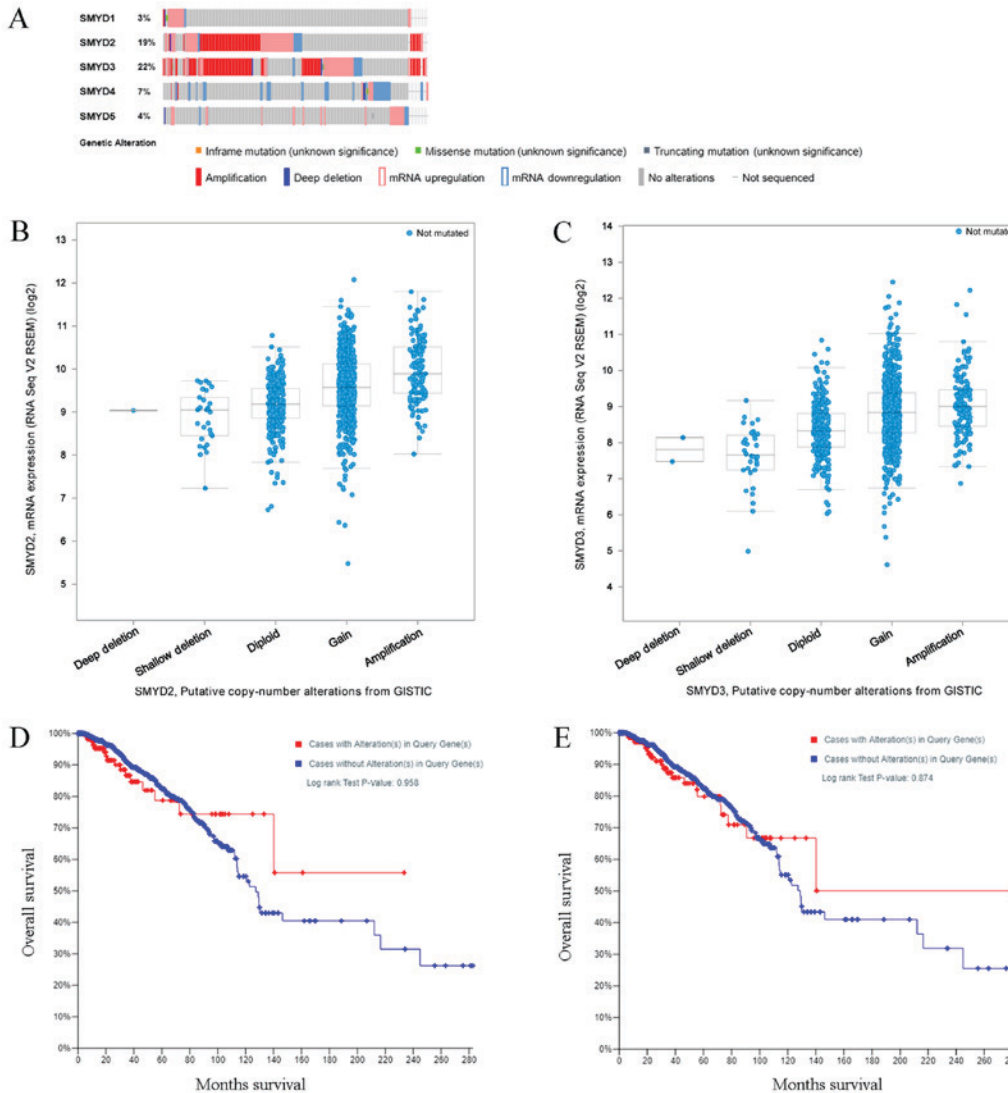 A
SMYD1 3%
SMYD2 19%
SMYD3 22%
SMYD4 7%
SMYD5 4%
Genetic Alteration
Inframe mutation (unknown significance) Missense mutation (unknown significance) Truncating mutation (unknown significance)
Amplification Deep deletion mRNA upregulation mRNA downregulation No alterations Not sequenced
B
SMYD2, mRNA expression (RNA Seq V2 RSEM) (log2)
13
12
11
10
9
8
7
6
5
Not mutated
Deep deletion Shallow deletion Diploid Gain Amplification
SMYD2, Putative copy-number alterations from GISTIC
C
SMYD3, mRNA expression (RNA Seq V2 RSEM) (log2)
14
13
12
11
10
9
8
7
6
5
4
Not mutated
Deep deletion Shallow deletion Diploid Gain Amplification
SMYD3, Putative copy-number alterations from GISTIC
D
Overall survival
100%
90%
80%
70%
60%
50%
40%
30%
20%
10%
0%
Cases with Alteration(s) in Query Gene(s)
Cases without Alteration(s) in Query Gene(s)
Log rank Test P-Value: 0.958
0 20 40 60 80 100 120 140 160 180 200 220 240 260 280
Months survival
E
Overall survival
100%
90%
80%
70%
60%
50%
40%
30%
20%
10%
0%
Cases with Alteration(s) in Query Gene(s)
Cases without Alteration(s) in Query Gene(s)
Log rank Test P-Value: 0.874
0 20 40 60 80 100 120 140 160 180 200 220 240 260
Months survival